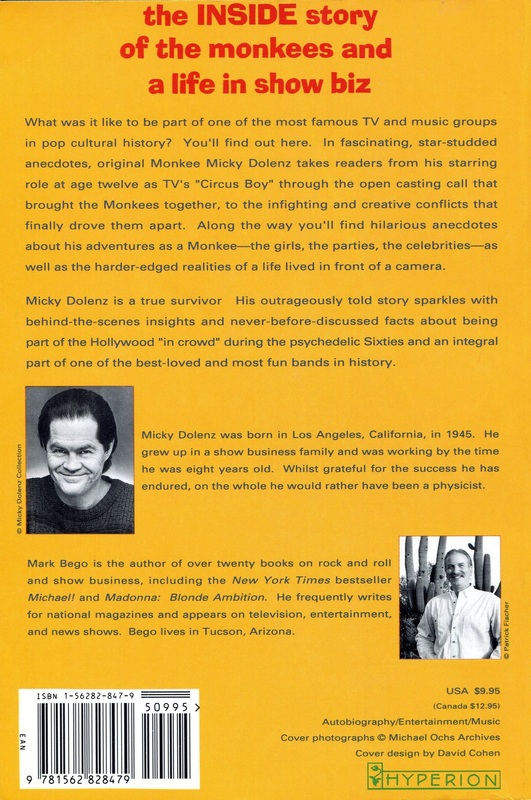 the INSIDE story
of the monkees and
a life in show biz
What was it like to be part of one of the most famous TV and music groups
in pop cultural history? You'll find out here. In fascinating, star-studded
anecdotes, original Monkee Micky Dolenz takes readers from his starring
role at age twelve as TV's "Circus Boy" through the open casting call that
brought the Monkees together, to the infighting and creative conflicts that
finally drove them apart. Along the way you'll find hilarious anecdotes
about his adventures as a Monkee—the girls, the parties, the celebrities—as
well as the harder-edged realities of a life lived in front of a camera.
Micky Dolenz is a true survivor His outrageously told story sparkles with
behind-the-scenes insights and never-before-discussed facts about being
part of the Hollywood "in crowd" during the psychedelic Sixties and an integral
part of one of the best-loved and most fun bands in history.
© Micky Dolenz Collection
Micky Dolenz was born in Los Angeles, California, in 1945. He
grew up in a show business family and was working by the time
he was eight years old. Whilst grateful for the success he has
endured, on the whole he would rather have been a physicist.
Mark Bego is the author of over twenty books on rock and roll
and show business, including the New York Times bestseller
Michael! and Madonna: Blonde Ambition. He frequently writes
for national magazines and appears on television, entertainment,
and news shows. Bego lives in Tucson, Arizona.
© Patrick Flacher
ISBN 1-56282-847-9
50995
EAN
9 781562 828479
USA $9.95
(Canada $12.95)
Autobiography/Entertainment/Music
Cover photographs © Michael Ochs Archives
Cover design by David Cohen
HYPERION